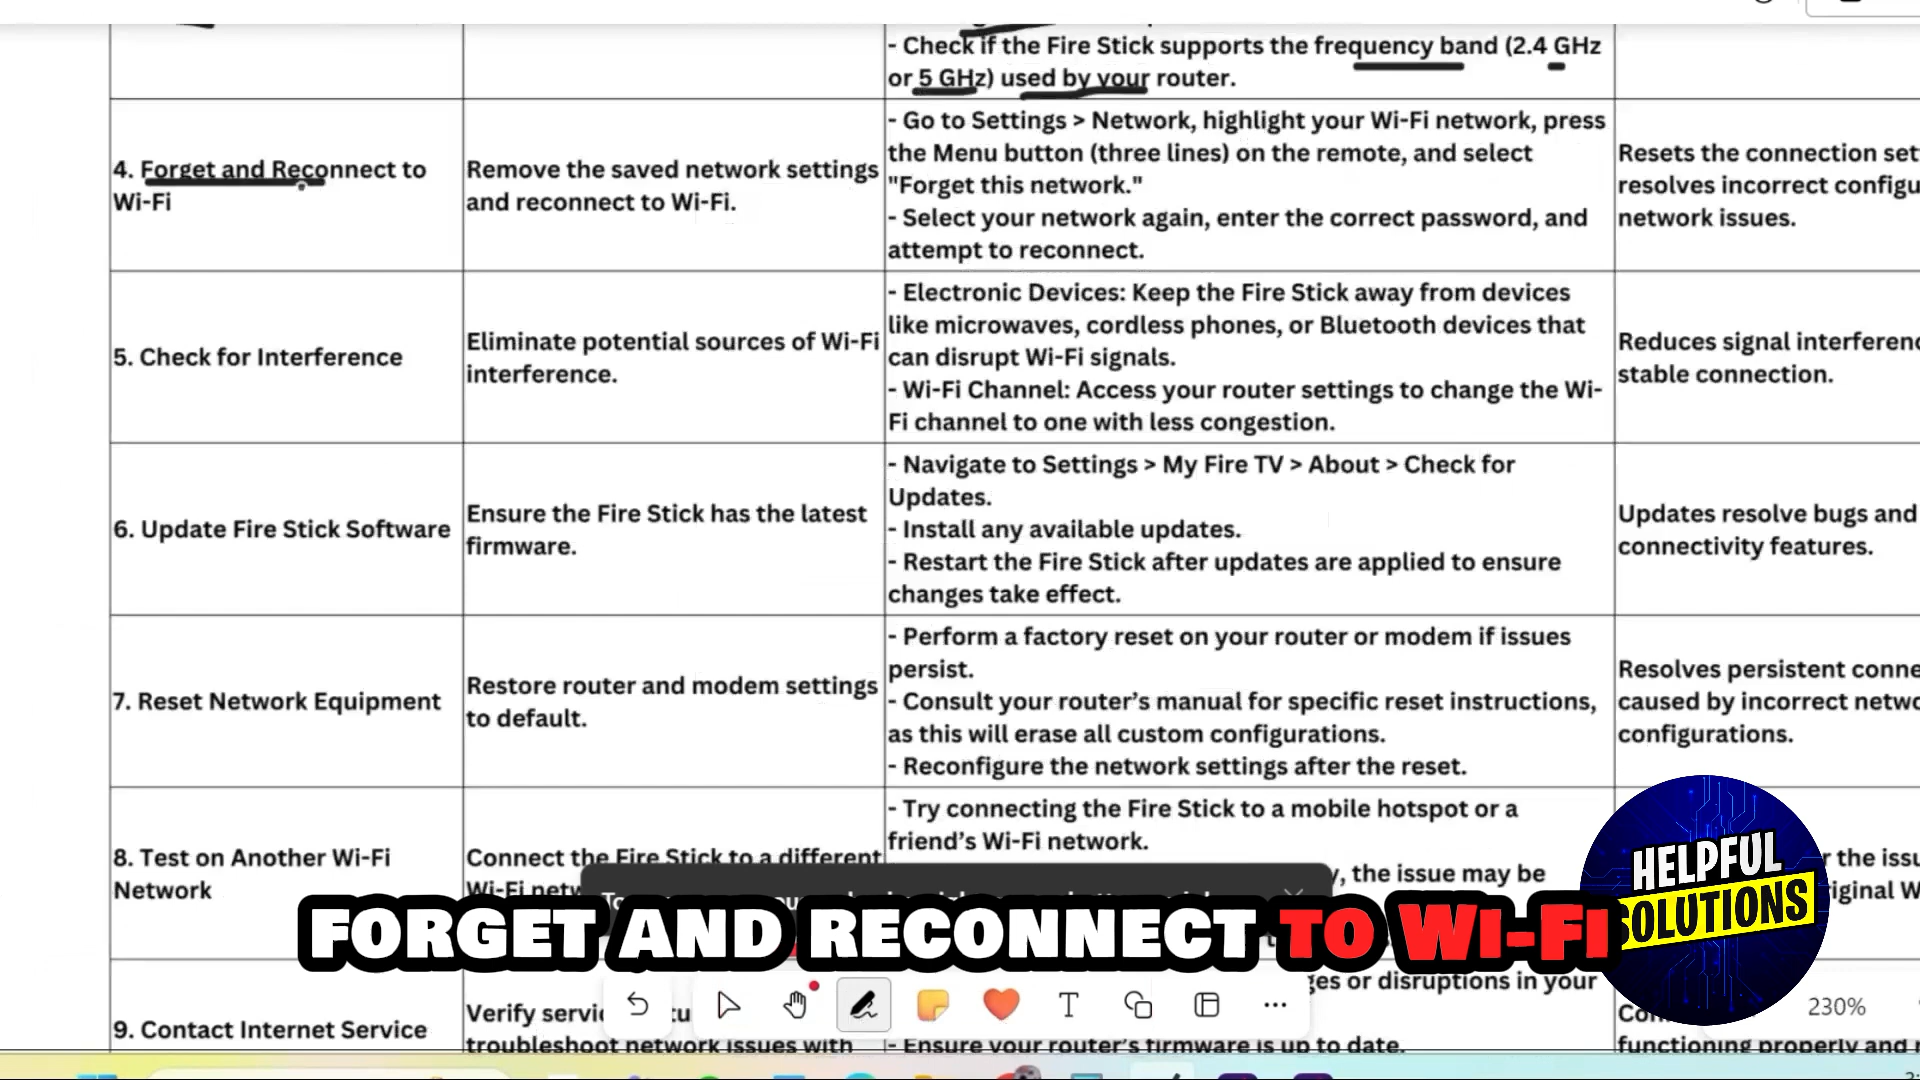 - Check if the Fire Stick supports the frequency band (2.4 GHz
or 5 GHz) used by your router.
4. Forget and Reconnect to
Wi-Fi
Remove the saved network settings
and reconnect to Wi-Fi.
- Go to Settings > Network, highlight your Wi-Fi network, press
the Menu button (three lines) on the remote, and select
"Forget this network."
- Select your network again, enter the correct password, and
attempt to reconnect.
Resets the connection set
resolves incorrect configu
network issues.
5. Check for Interference
Eliminate potential sources of Wi-Fi
interference.
- Electronic Devices: Keep the Fire Stick away from devices
like microwaves, cordless phones, or Bluetooth devices that
can disrupt Wi-Fi signals.
- Wi-Fi Channel: Access your router settings to change the Wi-
Fi channel to one with less congestion.
Reduces signal interferenc
stable connection.
6. Update Fire Stick Software
Ensure the Fire Stick has the latest
firmware.
- Navigate to Settings > My Fire TV > About > Check for
Updates.
- Install any available updates.
- Restart the Fire Stick after updates are applied to ensure
changes take effect.
Updates resolve bugs and
connectivity features.
7. Reset Network Equipment
Restore router and modem settings
to default.
- Perform a factory reset on your router or modem if issues
persist.
- Consult your router’s manual for specific reset instructions,
as this will erase all custom configurations.
- Reconfigure the network settings after the reset.
Resolves persistent conne
caused by incorrect netwo
configurations.
8. Test on Another Wi-Fi
Network
Connect the Fire Stick to a different
Wi-Fi netw
- Try connecting the Fire Stick to a mobile hotspot or a
friend’s Wi-Fi network.
y, the issue may be
r the issu
iginal W
HELPFUL
SOLUTIONS
FORGET AND RECONNECT TO WI-FI
9. Contact Internet Service
Verify servic
troubleshoot network issues with
ges or disruptions in your
- Ensure your router’s firmware is up to date.
functioning properly and
T
230%